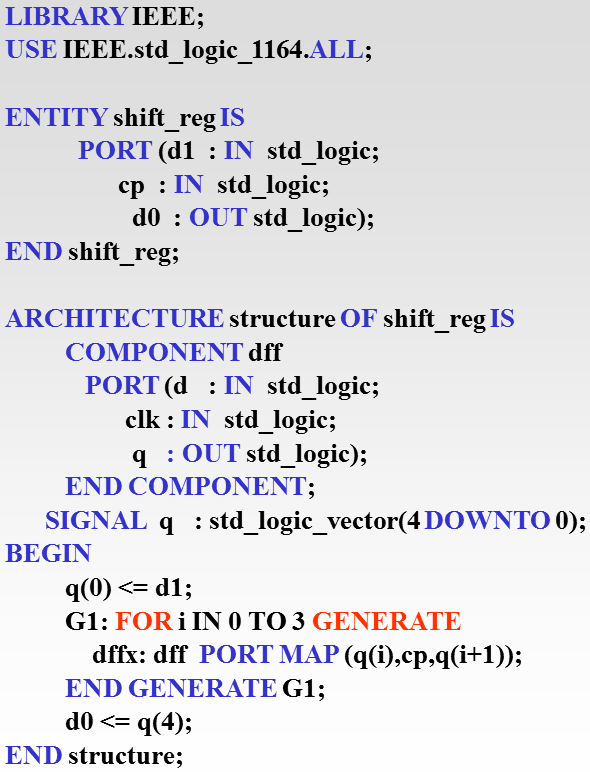 LIBRARY IEEE;
USE IEEE.std_logic_1164.ALL;
ENTITY shift_reg IS
PORT (d1 : IN std_logic;
cp : IN std_logic;
d0 : OUT std_logic);
END shift_reg;
ARCHITECTURE structure OF shift_reg IS
COMPONENT dff
PORT (d : IN std_logic;
clk : IN std_logic;
q : OUT std_logic);
END COMPONENT;
SIGNAL q : std_logic_vector(4 DOWNTO 0);
BEGIN
q(0) <= d1;
G1: FOR i IN 0 TO 3 GENERATE
dffx: dff PORT MAP (q(i),cp,q(i+1));
END GENERATE G1;
d0 <= q(4);
END structure;